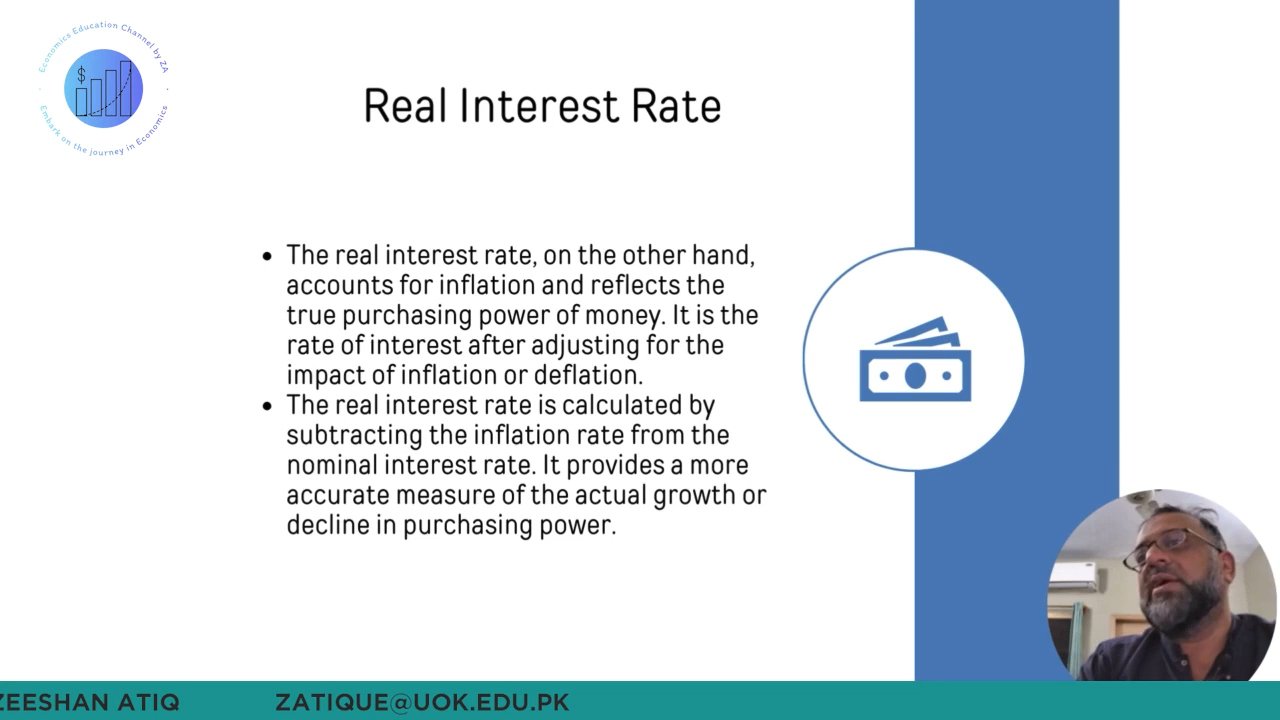 Economics Education Channel by ZA
$
Embark on the journey in Economics
Real Interest Rate
• The real interest rate, on the other hand,
accounts for inflation and reflects the
true purchasing power of money. It is the
rate of interest after adjusting for the
impact of inflation or deflation.
• The real interest rate is calculated by
subtracting the inflation rate from the
nominal interest rate. It provides a more
accurate measure of the actual growth or
decline in purchasing power.
ZEESHAN ATIQ ZATIQUE@UOK.EDU.PK